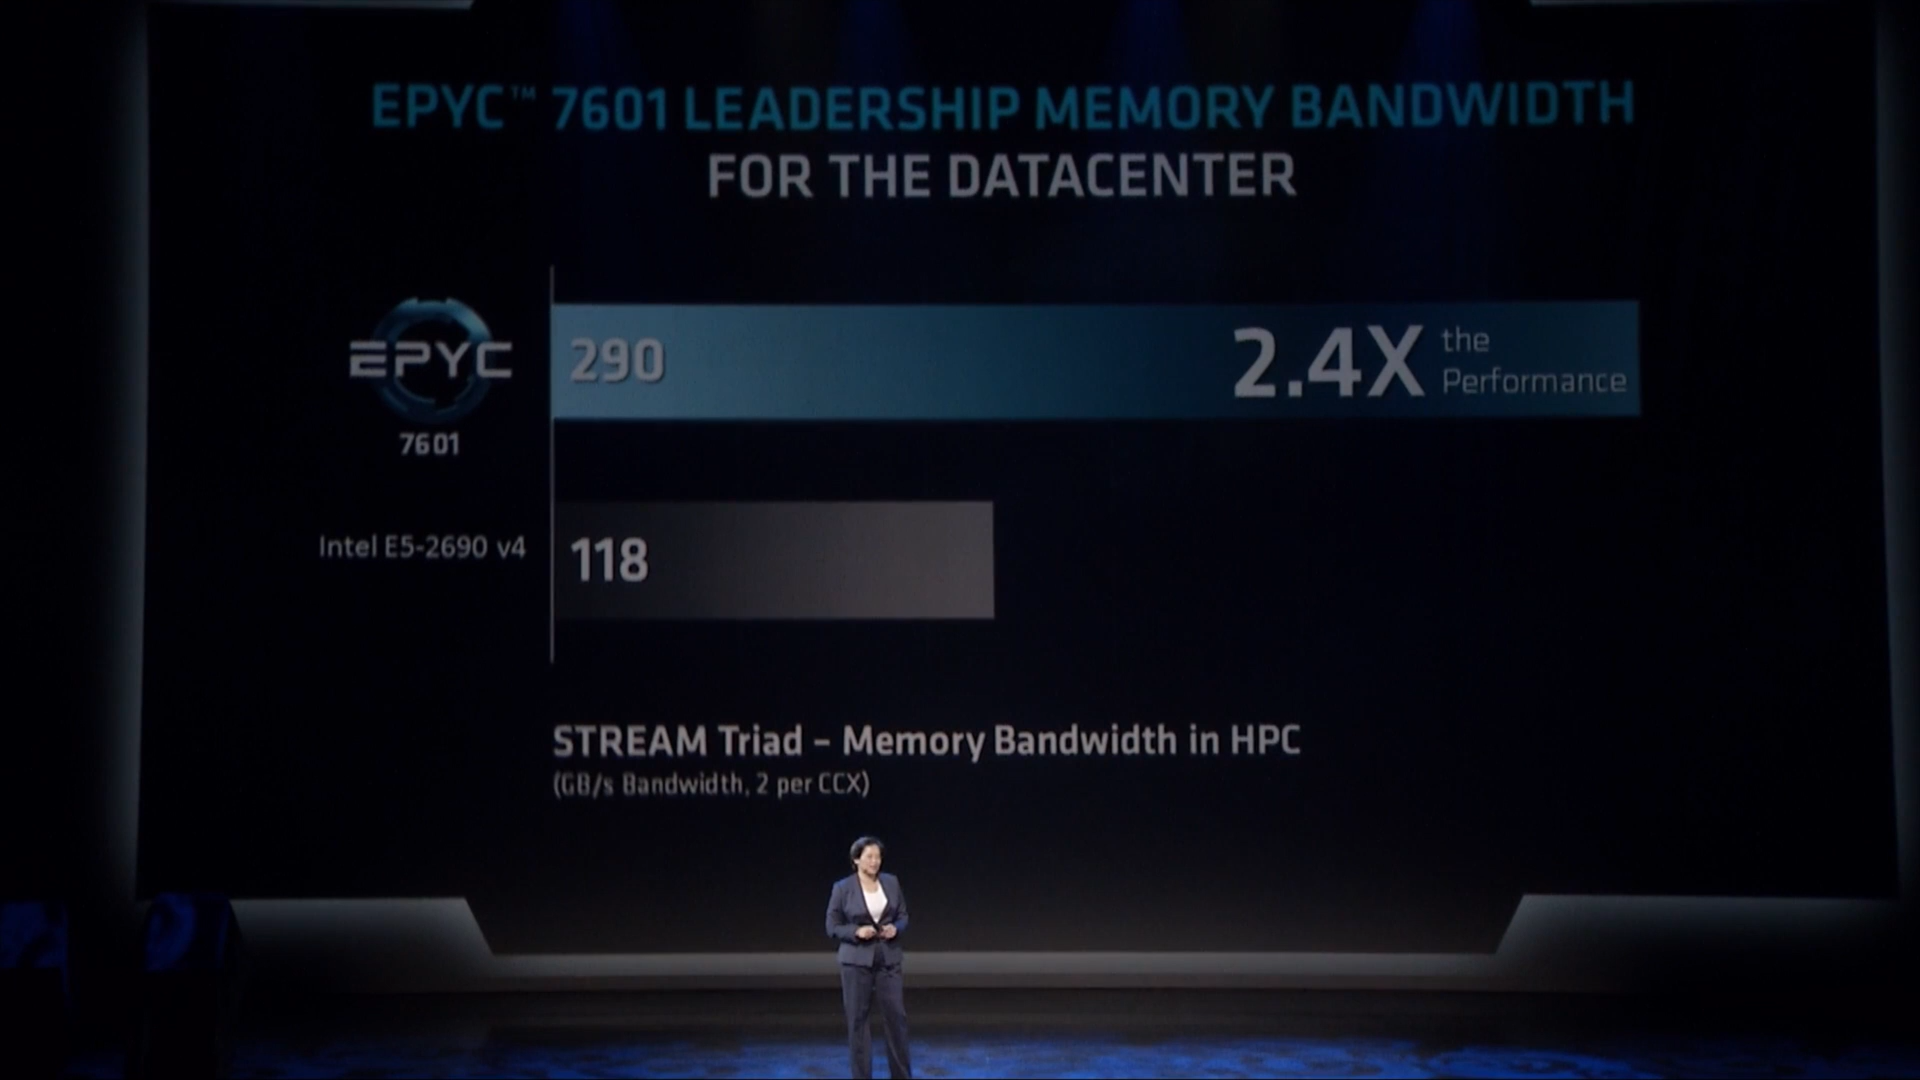 EPYC™ 7601 LEADERSHIP MEMORY BANDWIDTH
FOR THE DATACENTER
EPYC
7601
290
2.4X the Performance
Intel E5-2690 v4
118
STREAM Triad – Memory Bandwidth in HPC
(GB/s Bandwidth, 2 per CCX)